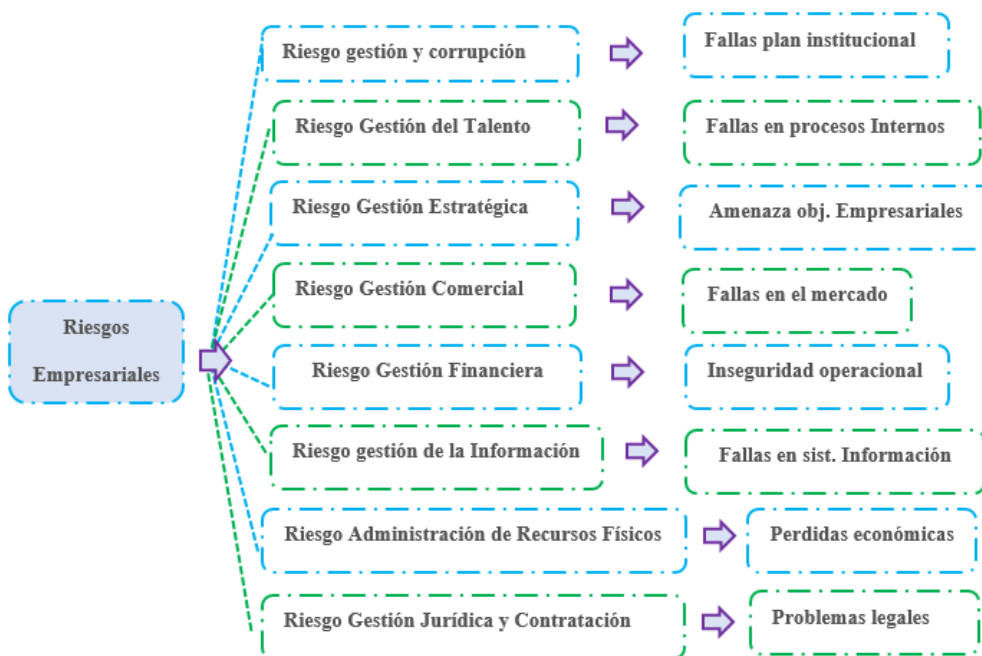 Riesgo gestión y corrupción
Fallas plan institucional
Riesgo Gestión del Talento
Fallas en procesos Internos
Riesgo Gestión Estratégica
Amenaza obj. Empresariales
Riesgo Gestión Comercial
Fallas en el mercado
Riesgos
Empresariales
Riesgo Gestión Financiera
Inseguridad operacional
Riesgo gestión de la Información
Fallas en sist. Información
Riesgo Administración de Recursos Físicos
Perdidas económicas
Riesgo Gestión Jurídica y Contratación
Problemas legales